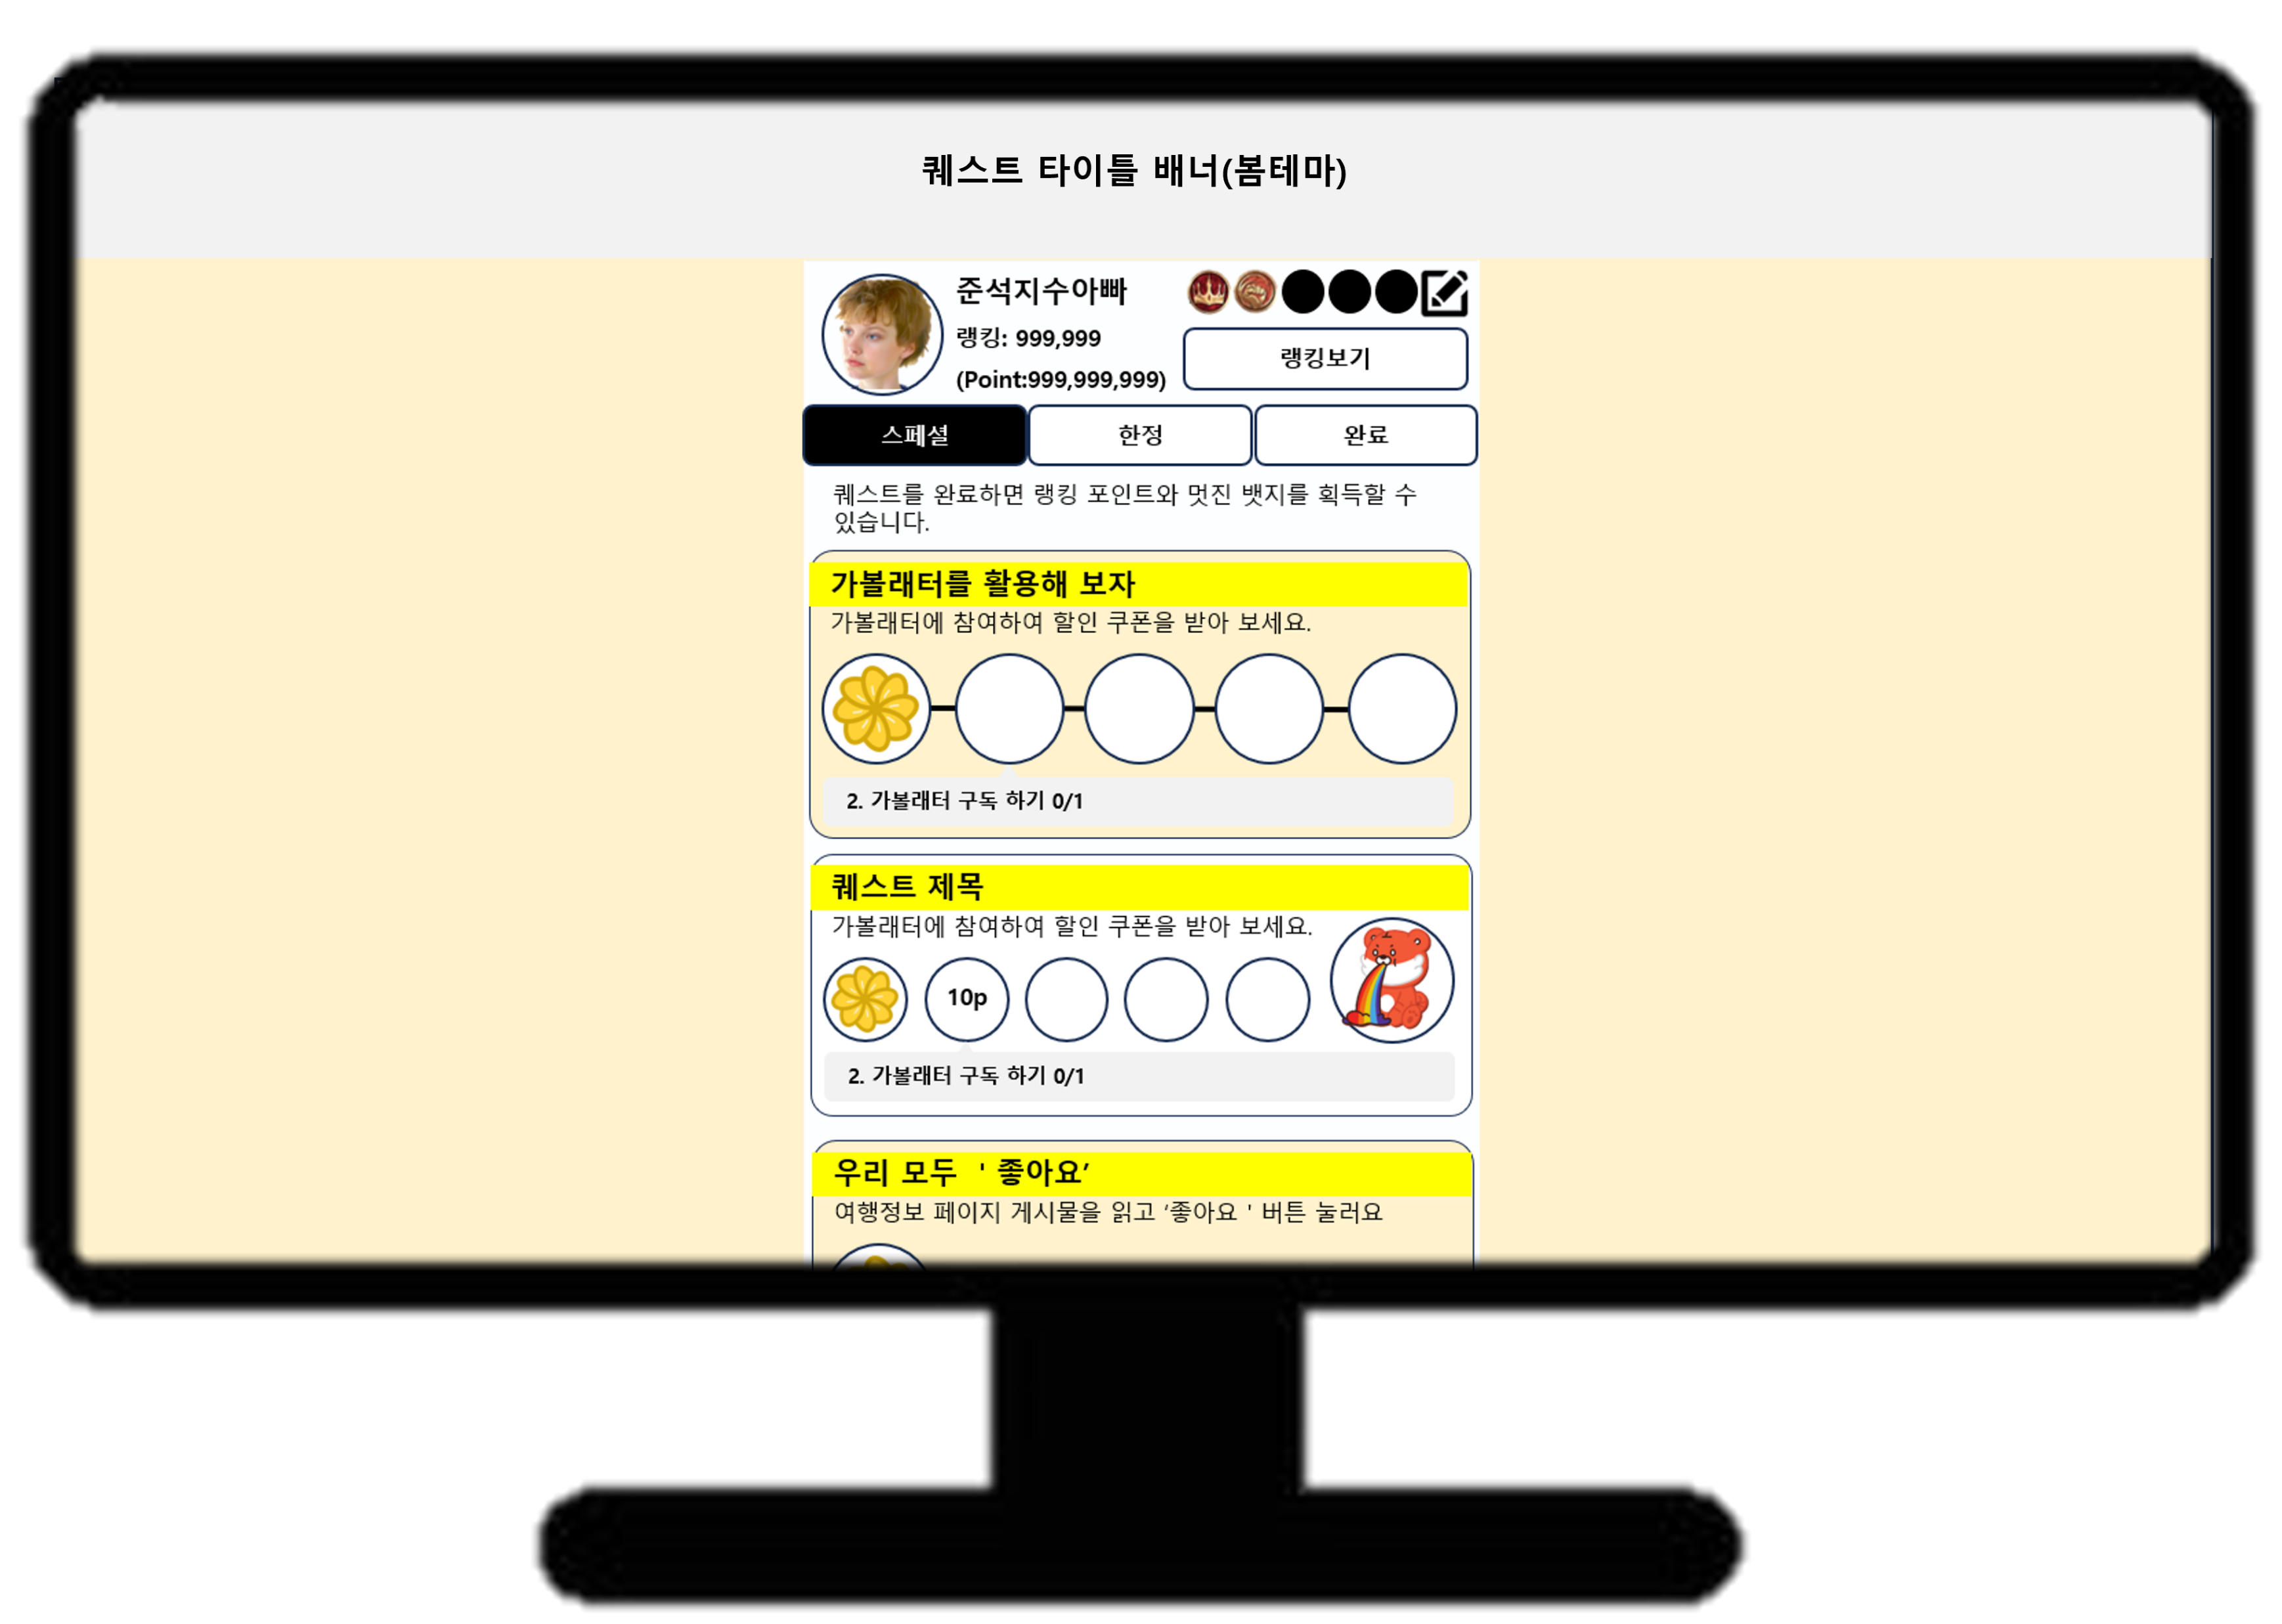 퀘스트 타이틀 배너(봄테마)
준석지수아빠
랭킹: 999,999
(Point:999,999,999)
랭킹보기
스페셜
한정
완료
퀘스트를 완료하면 랭킹 포인트와 멋진 뱃지를 획득할 수
있습니다.
가볼래터를 활용해 보자
가볼래터에 참여하여 할인 쿠폰을 받아 보세요.
2. 가볼래터 구독 하기 0/1
퀘스트 제목
가볼래터에 참여하여 할인 쿠폰을 받아 보세요.
10p
2. 가볼래터 구독 하기 0/1
우리 모두 ' 좋아요’
여행정보 페이지 게시물을 읽고 ‘좋아요 ' 버튼 눌러요